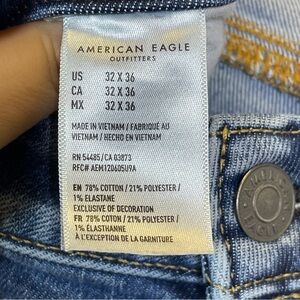 AMERICAN EAGLE
OUTFITTERS
US 32 X 36
CA 32 X 36
MX 32 X 36
MADE IN VIETNAM / FABRIQUÉ AU
VIETNAM / HECHO EN VIETNAM
RN 54485/CA 03873
RFC# AEM120605U9A
EN 78% COTTON / 21% POLYESTER /
1% ELASTANE
EXCLUSIVE OF DECORATION
FR 78% COTON / 21% POLYESTER /
1% ÉLASTHANNE
À L'EXCEPTION DE LA GARNITURE